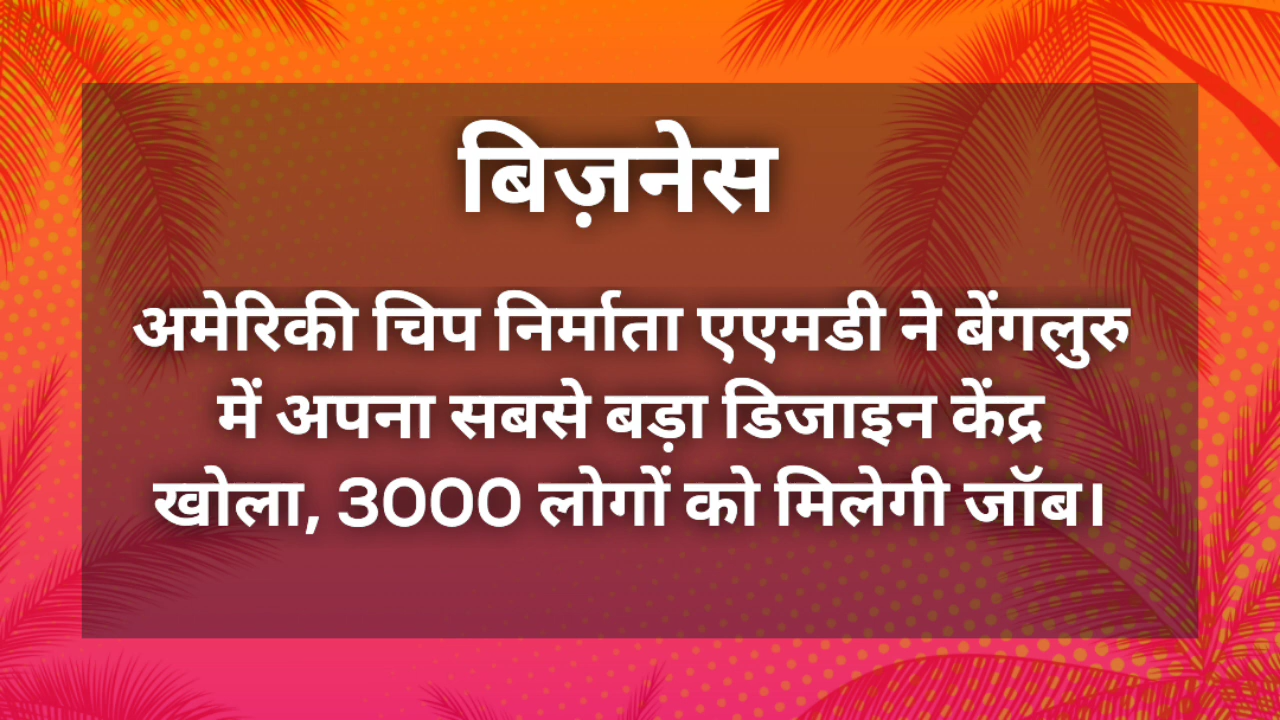 बिज़नेस
अमेरिकी चिप निर्माता एएमडी ने बेंगलुरु
में अपना सबसे बड़ा डिजाइन केंद्र
खोला, 3000 लोगों को मिलेगी जॉब।